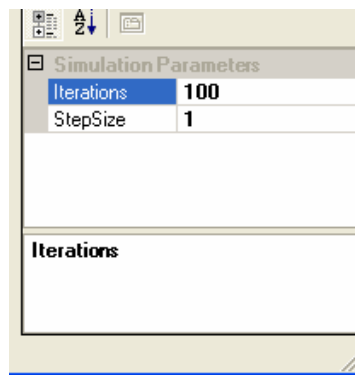 A
Z
Simulation Parameters
Iterations 100
StepSize 1
Iterations